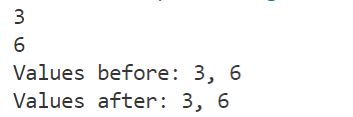 3
6
Values before: 3, 6
Values after: 3, 6